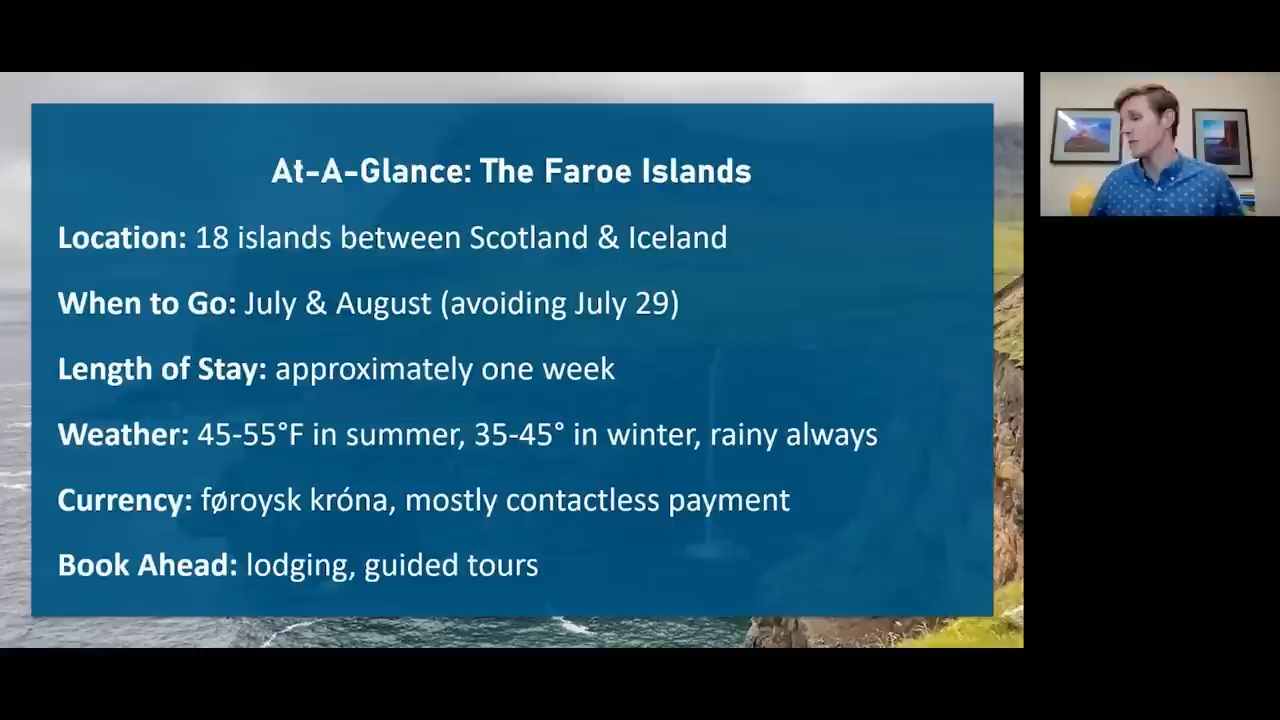 At-A-Glance: The Faroe Islands
Location: 18 islands between Scotland & Iceland
When to Go: July & August (avoiding July 29)
Length of Stay: approximately one week
Weather: 45-55°F in summer, 35-45° in winter, rainy always
Currency: føroysk króna, mostly contactless payment
Book Ahead: lodging, guided tours